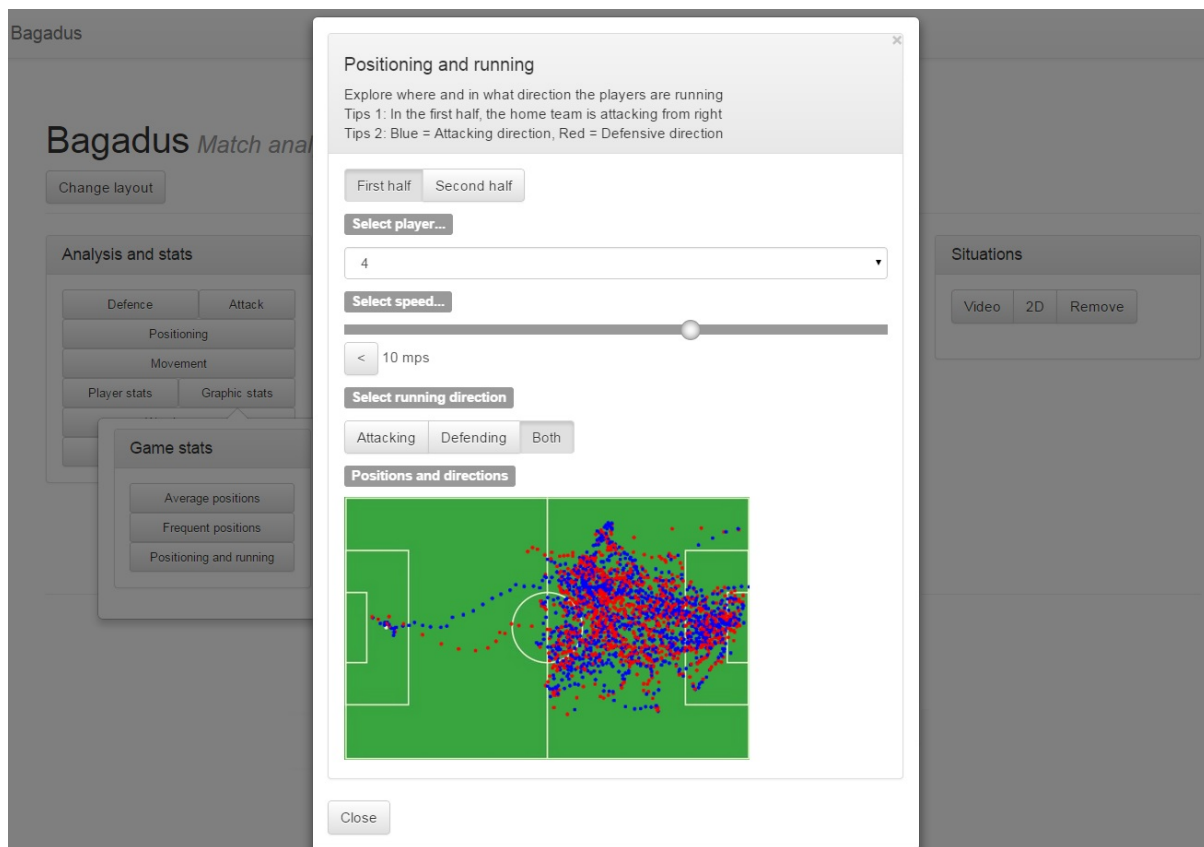 Bagadus
Bagadus Match anal
Change layout
Analysis and stats
Defence
Attack
Positioning
Movement
Player stats
Graphic stats
Game stats
Average positions
Frequent positions
Positioning and running
×
Positioning and running
Explore where and in what direction the players are running
Tips 1: In the first half, the home team is attacking from right
Tips 2: Blue = Attacking direction, Red = Defensive direction
First half
Second half
Select player...
4
Select speed...
< 10 mps
Select running direction
Attacking
Defending
Both
Positions and directions
Close
Situations
Video
2D
Remove